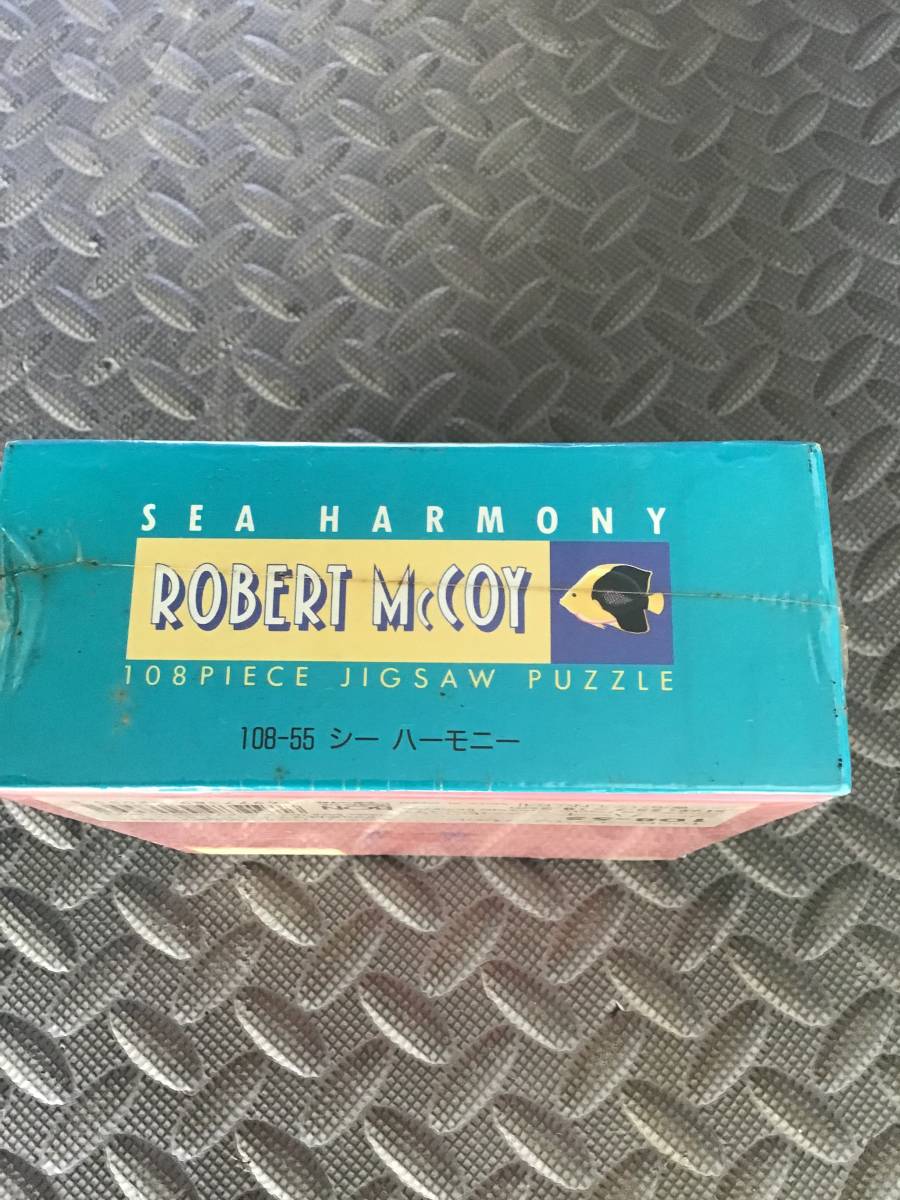 SEA HARMONY
ROBERT McCOY
108PIECE JIGSAW PUZZLE
108-55 シー ハーモニー